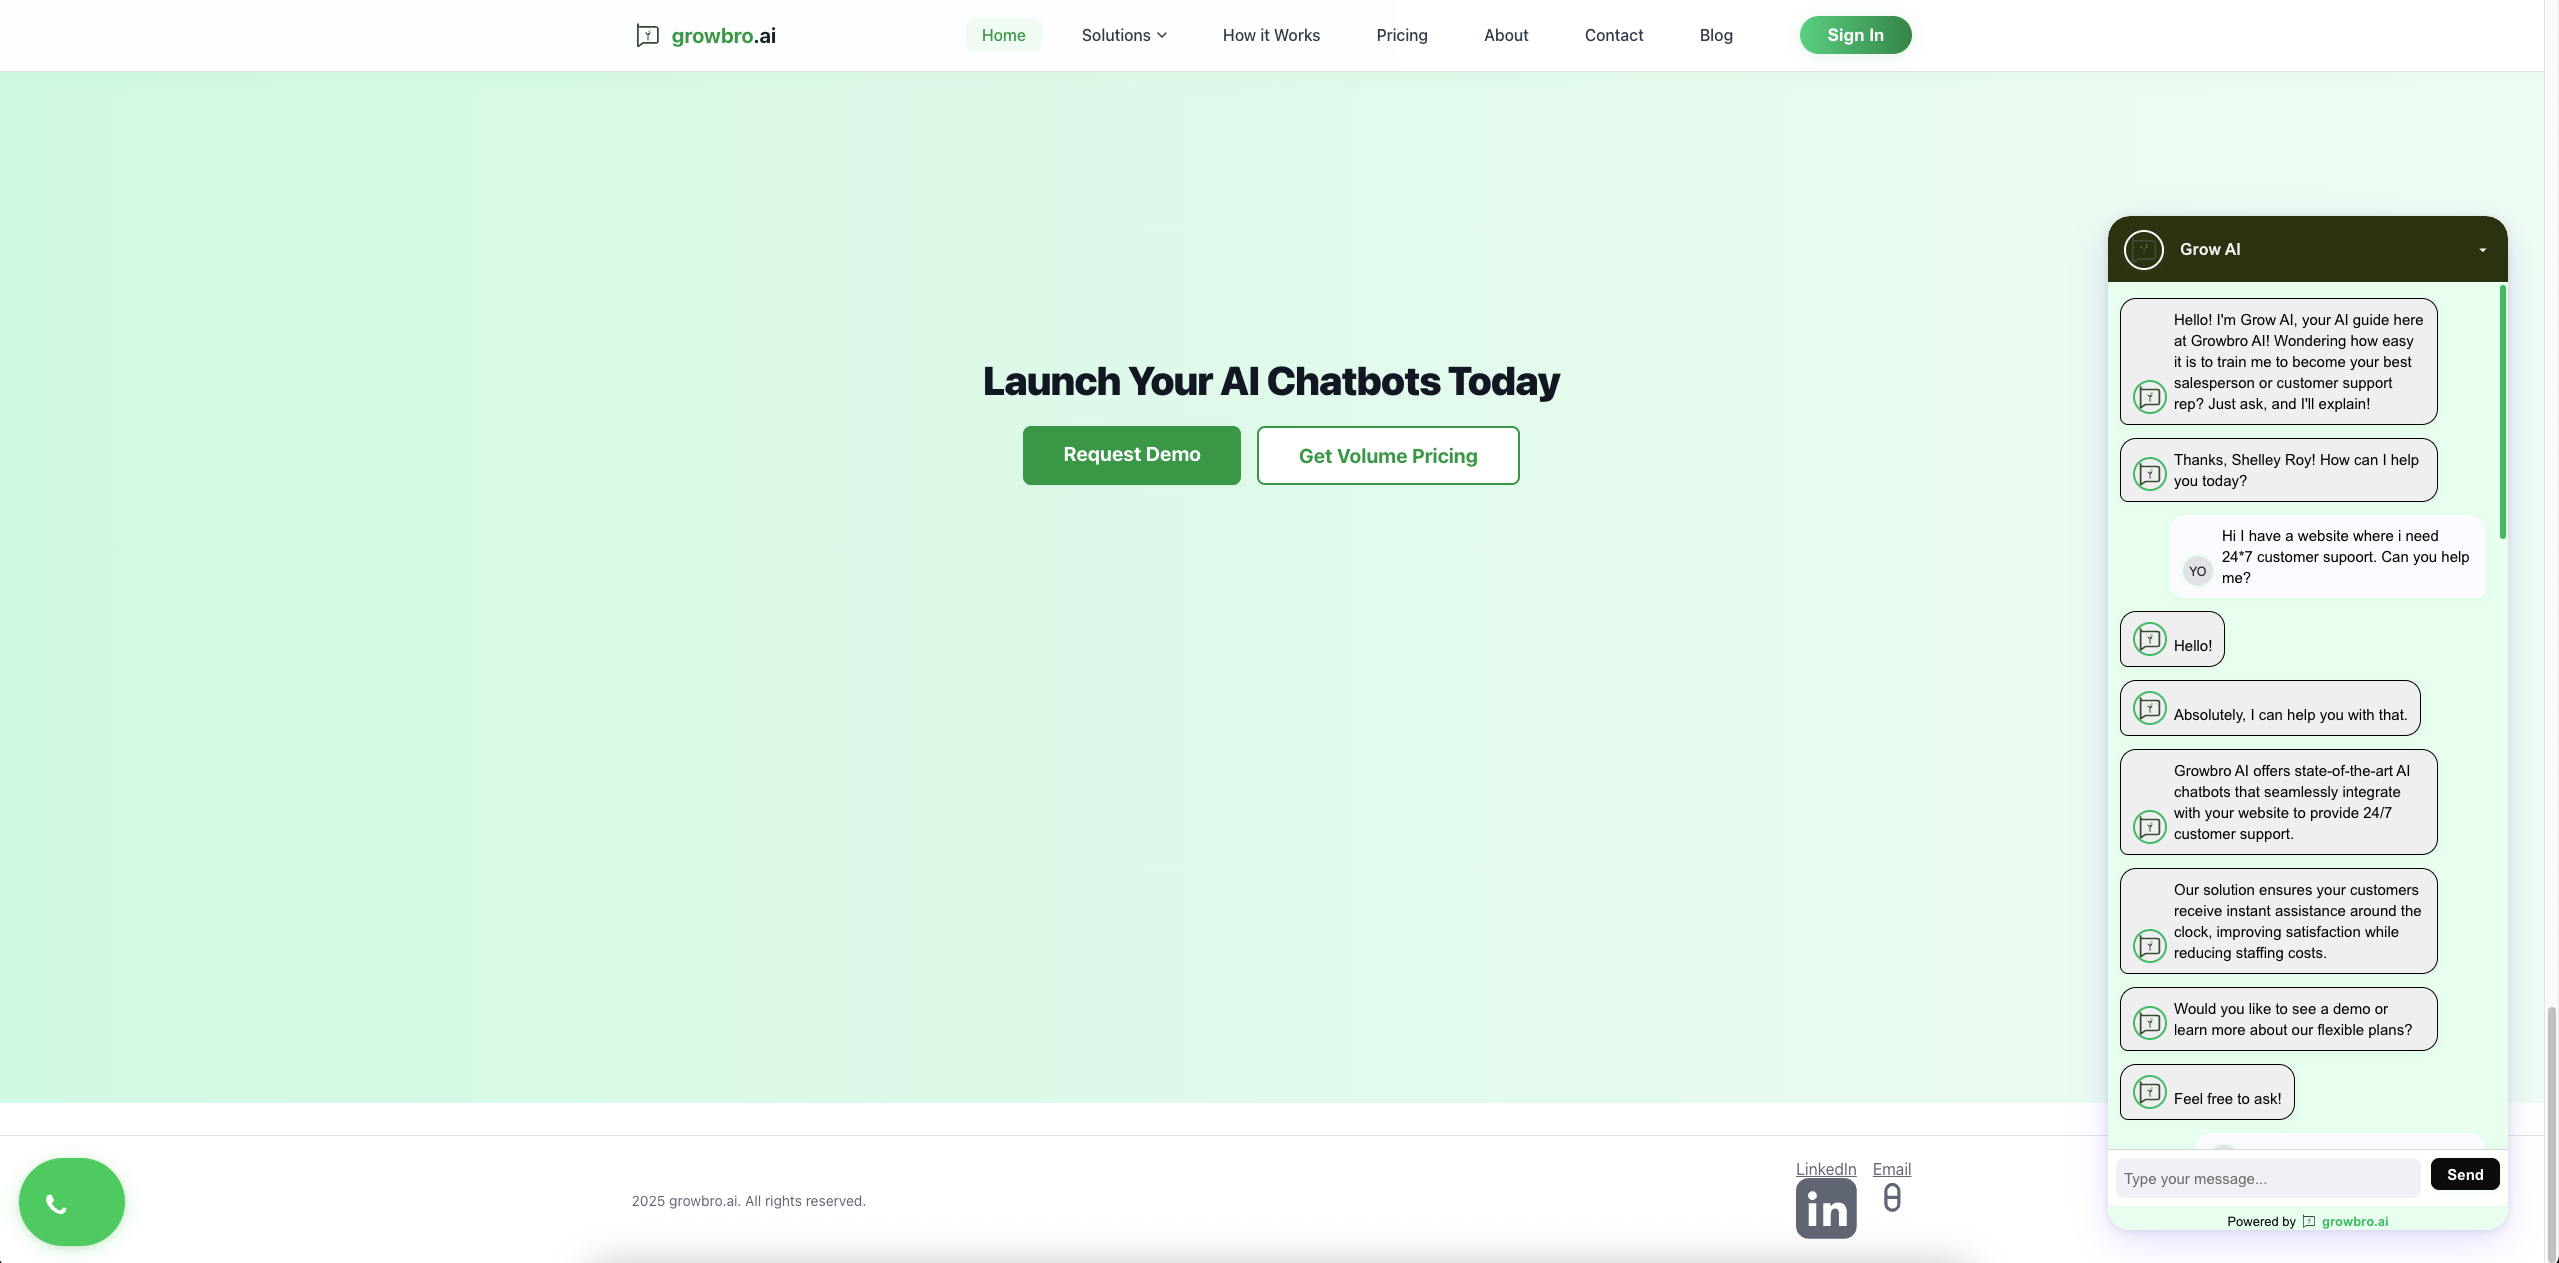 growbro.ai
Home
Solutions
How it Works
Pricing
About
Contact
Blog
Sign In
Launch Your AI Chatbots Today
Request Demo
Get Volume Pricing
Grow AI
Hello! I'm Grow AI, your AI guide here
at Growbro AI! Wondering how easy
it is to train me to become your best
salesperson or customer support
rep? Just ask, and I'll explain!
Thanks, Shelley Roy! How can I help
you today?
Hi I have a website where i need
24*7 customer supoort. Can you help
me?
YO
Hello!
Absolutely, I can help you with that.
Growbro AI offers state-of-the-art AI
chatbots that seamlessly integrate
with your website to provide 24/7
customer support.
Our solution ensures your customers
receive instant assistance around the
clock, improving satisfaction while
reducing staffing costs.
Would you like to see a demo or
learn more about our flexible plans?
Feel free to ask!
Type your message...
Send
Powered by growbro.ai
2025 growbro.ai. All rights reserved.
LinkedIn
in
Email